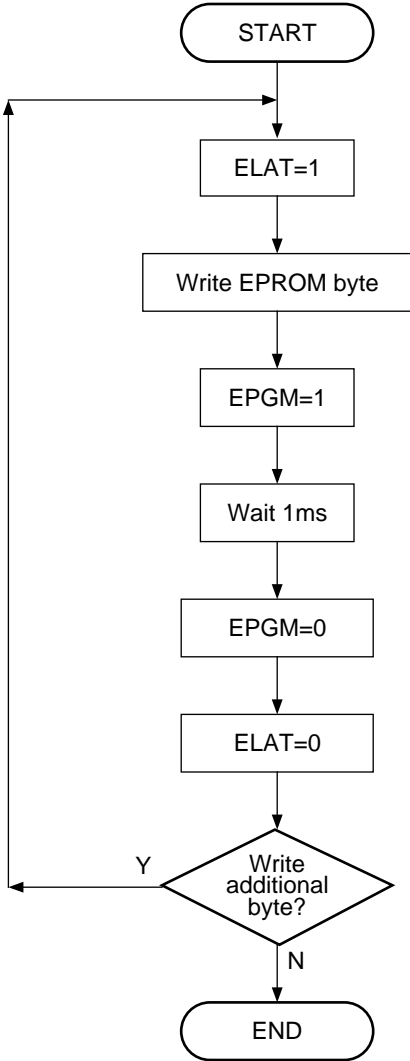 START
ELAT=1
Write EPROM byte
EPGM=1
Wait 1ms
EPGM=0
ELAT=0
Y
Write
additional
byte?
N
END